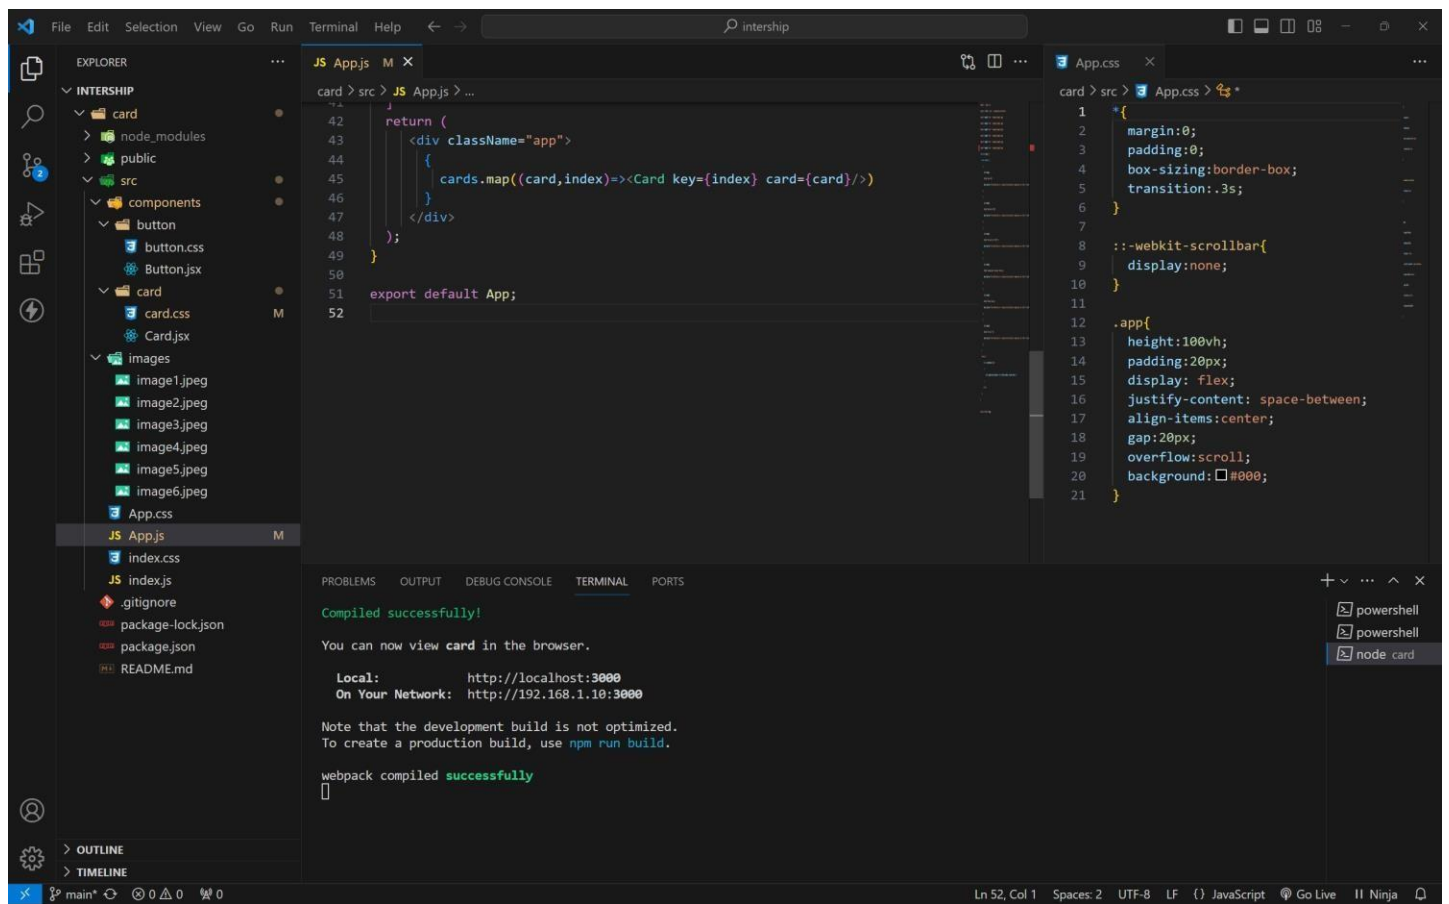 File Edit Selection View Go Run Terminal Help
intership
EXPLORER
INTERSHIP
card
node_modules
public
src
components
button
button.css
Button.jsx
card
card.css M
Card.jsx
images
image1.jpeg
image2.jpeg
image3.jpeg
image4.jpeg
image5.jpeg
image6.jpeg
App.css
JS App.js M
index.css
JS index.js
.gitignore
package-lock.json
package.json
README.md
OUTLINE
TIMELINE
JS App.js M
card > src > JS App.js > ...
41 ]
42 return (
43 <div className="app">
44 {
45 cards.map((card,index)=><Card key={index} card={card}/>)
46 }
47 </div>
48 );
49 }
50
51 export default App;
52
App.css
card > src > App.css > *
1 *{
2 margin:0;
3 padding:0;
4 box-sizing:border-box;
5 transition:.3s;
6 }
7
8 ::-webkit-scrollbar{
9 display:none;
10 }
11
12 .app{
13 height:100vh;
14 padding:20px;
15 display: flex;
16 justify-content: space-between;
17 align-items:center;
18 gap:20px;
19 overflow:scroll;
20 background:#000;
21 }
PROBLEMS OUTPUT DEBUG CONSOLE TERMINAL PORTS
Compiled successfully!
You can now view card in the browser.
Local: http://localhost:3000
On Your Network: http://192.168.1.10:3000
Note that the development build is not optimized.
To create a production build, use npm run build.
webpack compiled successfully
powershell
powershell
node card
2
main* 0 0 0
Ln 52, Col 1 Spaces: 2 UTF-8 LF {} JavaScript Go Live II Ninja